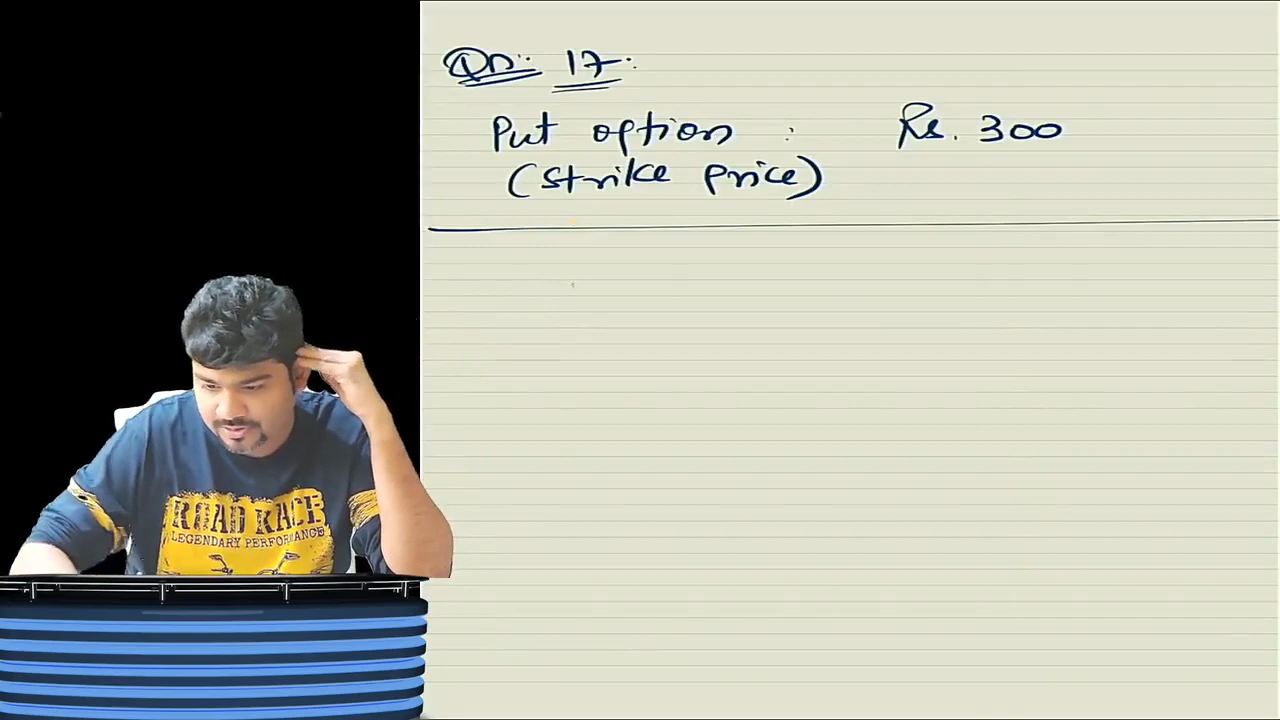 Qn: 17:
Put option : Rs. 300
(strike price)
ROAD RACE
LEGENDARY PERFORMANCE